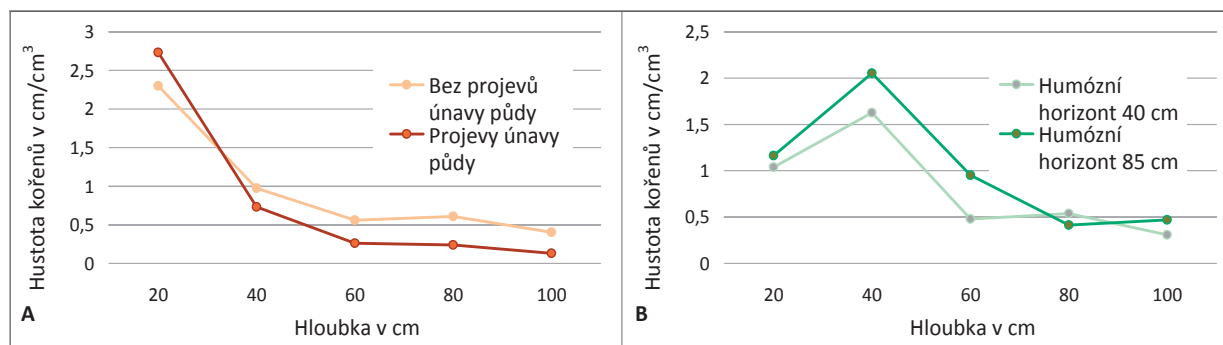 Hustota kořenů v cm/cm³
3
2,5
2
1,5
1
0,5
0
20
40
60
80
100
Hloubka v cm
A
Bez projevů
únavy půdy
Projevy únavy
půdy
Hustota kořenů v cm/cm³
2,5
2
1,5
1
0,5
0
20
40
60
80
100
Hloubka v cm
B
Humózní
horizont 40 cm
Humózní
horizont 85 cm